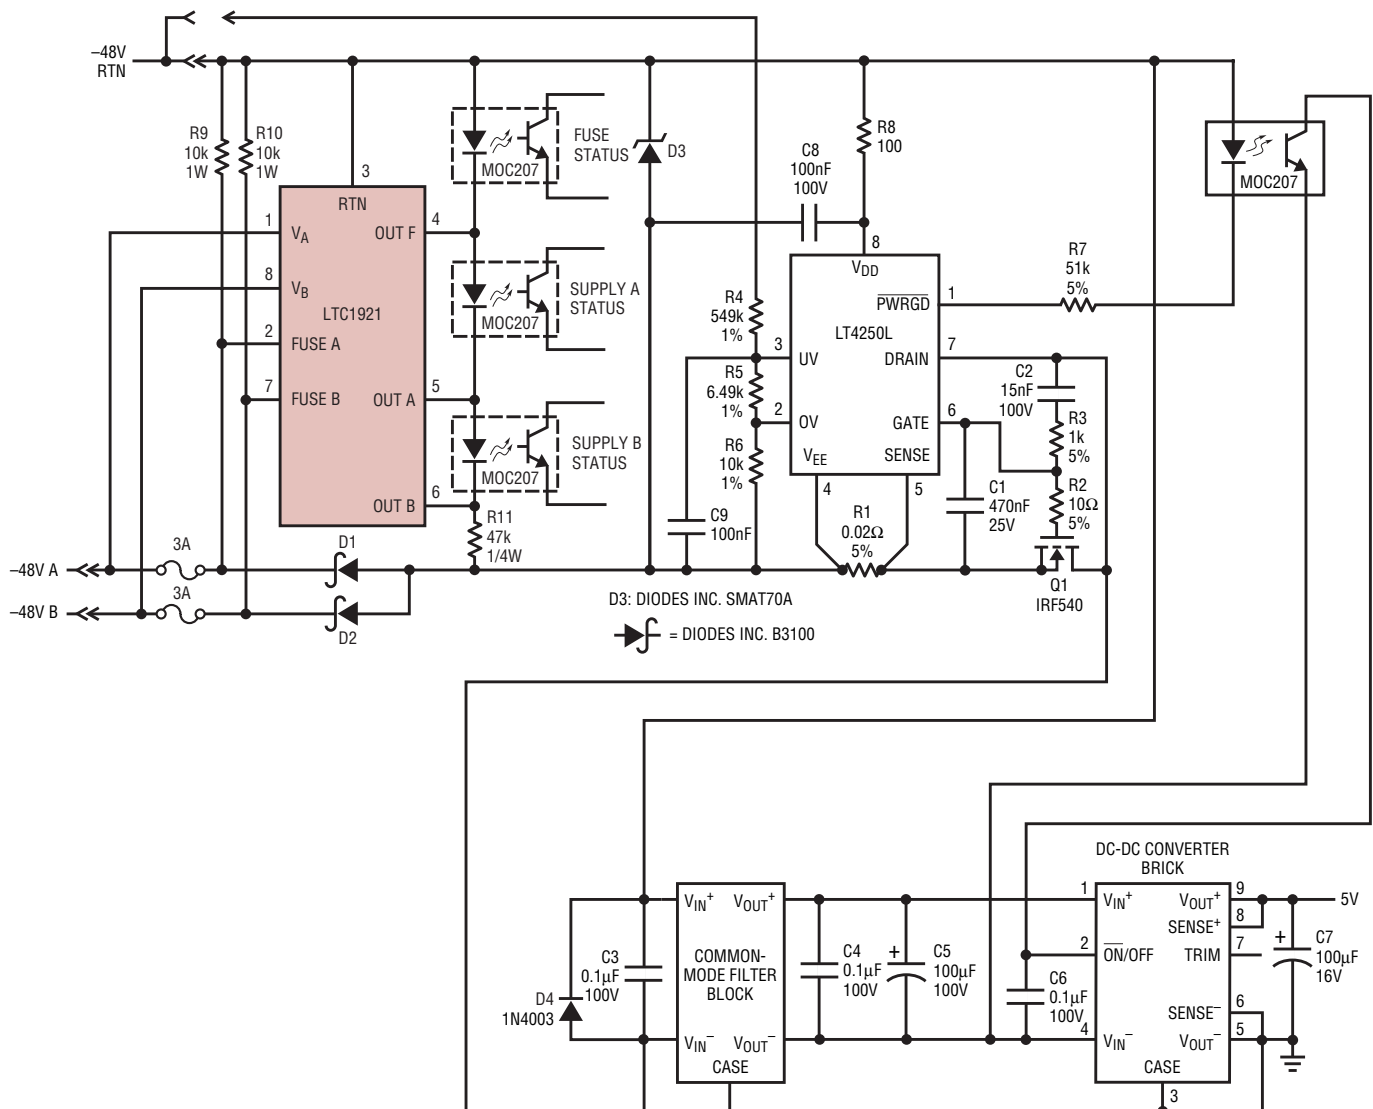 –48V
RTN
R9
10k
1W
R10
10k
1W
3
RTN
1
VA
8
VB
LTC1921
2
FUSE A
7
FUSE B
OUT F
4
OUT A
5
OUT B
6
MOC207
FUSE
STATUS
MOC207
SUPPLY A
STATUS
MOC207
SUPPLY B
STATUS
R11
47k
1/4W
–48V A
3A
D1
–48V B
3A
D2
D3
C8
100nF
100V
R8
100
8
VDD
PWRGD
1
LT4250L
R4
549k
1%
3
UV
DRAIN
7
R5
6.49k
1%
2
OV
GATE
6
R6
10k
1%
VEE
SENSE
4
5
C9
100nF
R1
0.02Ω
5%
C1
470nF
25V
C2
15nF
100V
R3
1k
5%
R2
10Ω
5%
Q1
IRF540
R7
51k
5%
MOC207
D3: DIODES INC. SMAT70A
= DIODES INC. B3100
D4
1N4003
C3
0.1µF
100V
VIN+
VOUT+
COMMON-
MODE FILTER
BLOCK
VIN–
VOUT–
CASE
C4
0.1µF
100V
+
C5
100µF
100V
C6
0.1µF
100V
DC-DC CONVERTER
BRICK
1
VIN+
VOUT+
9
SENSE+
8
2
ON/OFF
TRIM
7
SENSE–
6
4
VIN–
VOUT–
5
CASE
3
5V
+
C7
100µF
16V